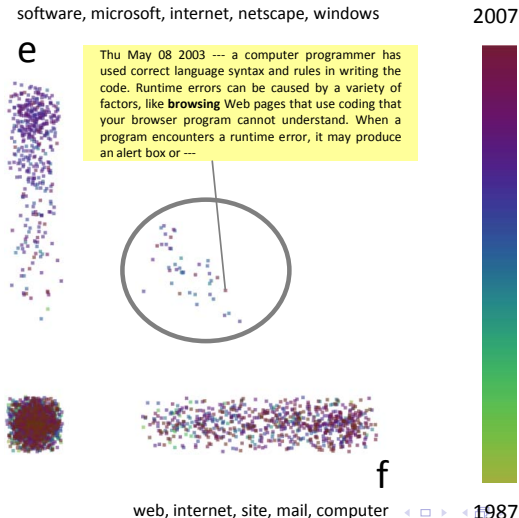 software, microsoft, internet, netscape, windows
2007
e
Thu May 08 2003 --- a computer programmer has
used correct language syntax and rules in writing the
code. Runtime errors can be caused by a variety of
factors, like browsing Web pages that use coding that
your browser program cannot understand. When a
program encounters a runtime error, it may produce
an alert box or ---
f
web, internet, site, mail, computer
1987